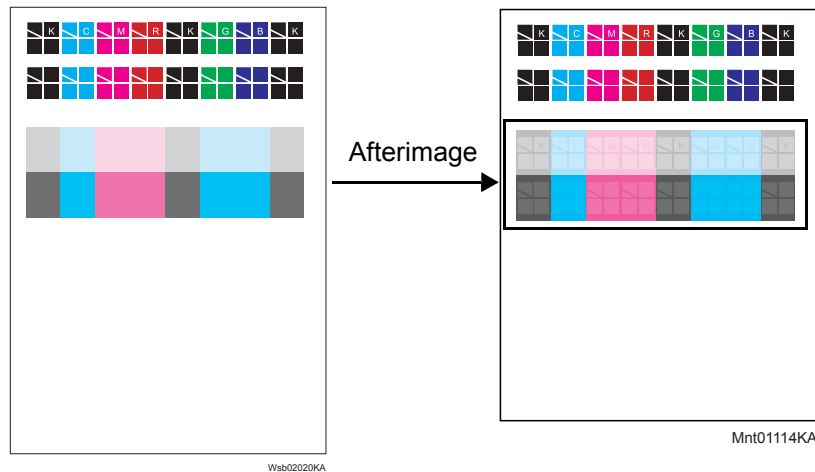 K C M R K G B K
Afterimage
Wsb02020KA
K C M R K G B K
K C M R K G B K
Mnt01114KA